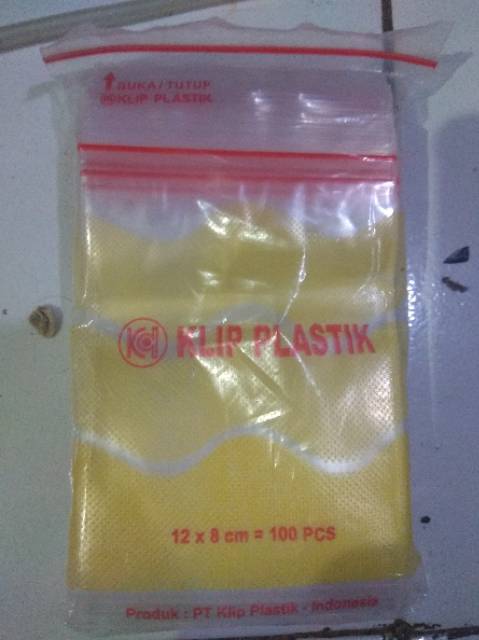 BUKA / TUTUP
KLIP PLASTIK
KLIP PLASTIK
12 x 8 cm = 100 PCS
Produk : PT Klip Plastik - Indonesia